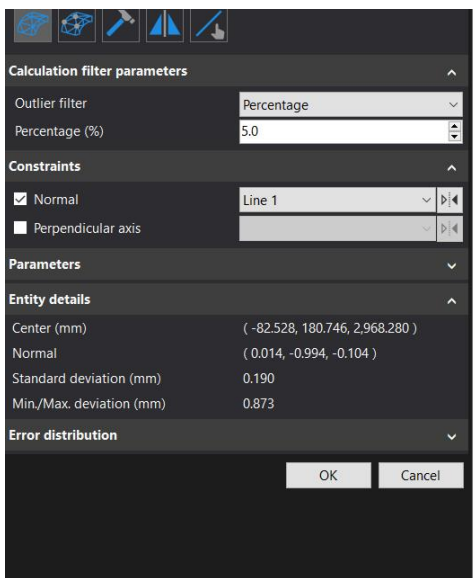 Calculation filter parameters
Outlier filter Percentage
Percentage (%) 5.0
Constraints
Normal Line 1
Perpendicular axis
Parameters
Entity details
Center (mm) ( -82.528, 180.746, 2,968.280 )
Normal ( 0.014, -0.994, -0.104 )
Standard deviation (mm) 0.190
Min./Max. deviation (mm) 0.873
Error distribution
OK Cancel